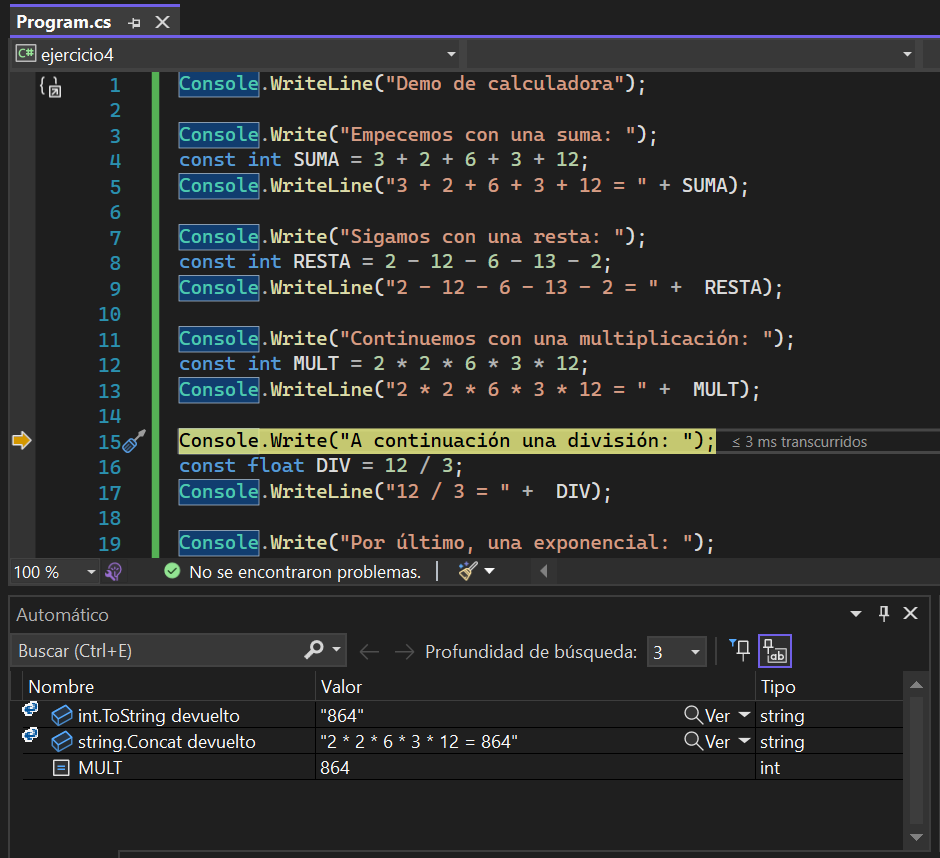 Program.cs
C# ejercicio4
1 Console.WriteLine("Demo de calculadora");
2
3 Console.Write("Empecemos con una suma: ");
4 const int SUMA = 3 + 2 + 6 + 3 + 12;
5 Console.WriteLine("3 + 2 + 6 + 3 + 12 = " + SUMA);
6
7 Console.Write("Sigamos con una resta: ");
8 const int RESTA = 2 - 12 - 6 - 13 - 2;
9 Console.WriteLine("2 - 12 - 6 - 13 - 2 = " +  RESTA);
10
11 Console.Write("Continuemos con una multiplicación: ");
12 const int MULT = 2 * 2 * 6 * 3 * 12;
13 Console.WriteLine("2 * 2 * 6 * 3 * 12 = " +  MULT);
14
15 Console.Write("A continuación una división: "); ≤ 3 ms transcurridos
16 const float DIV = 12 / 3;
17 Console.WriteLine("12 / 3 = " +  DIV);
18
19 Console.Write("Por último, una exponencial: ");
100 % No se encontraron problemas.
Automático
Buscar (Ctrl+E) Profundidad de búsqueda: 3
Nombre Valor Tipo
int.ToString devuelto "864" Ver string
string.Concat devuelto "2 * 2 * 6 * 3 * 12 = 864" Ver string
MULT 864 int